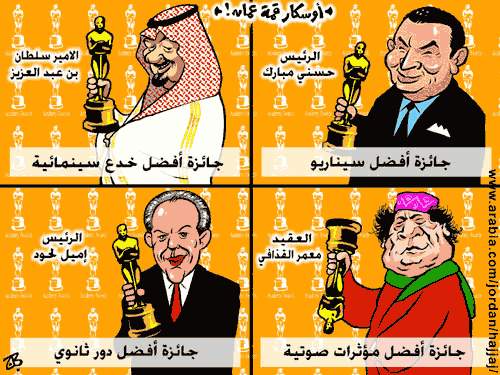 أوسكار قمة عمان!
الرئيس
حسني مبارك
جائزة أفضل سيناريو
الامير سلطان
بن عبد العزيز
جائزة أفضل خدع سينمائية
العقيد
معمر القذافي
جائزة أفضل مؤثرات صوتية
الرئيس
إميل لحود
جائزة أفضل دور ثانوي
www.arabia.com/jordan/hajjaj/